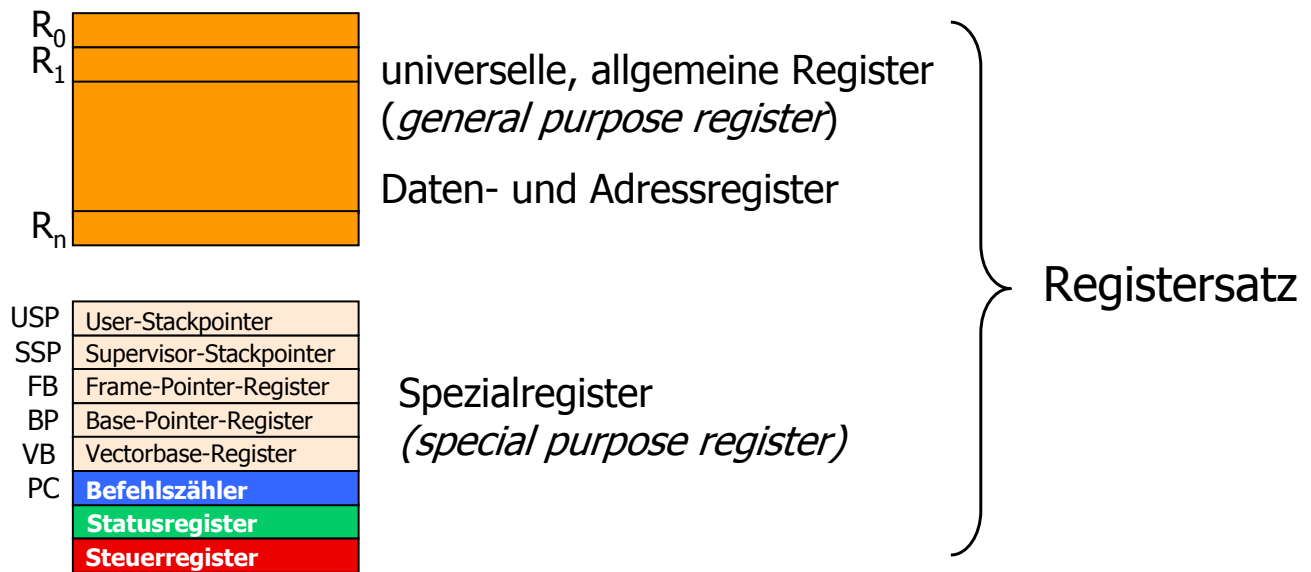 R0
R1
universelle, allgemeine Register
(general purpose register)
Daten- und Adressregister
Rn
Registersatz
USP User-Stackpointer
SSP Supervisor-Stackpointer
FB Frame-Pointer-Register
BP Base-Pointer-Register
VB Vectorbase-Register
PC Befehlszähler
Statusregister
Steuerregister
Spezialregister
(special purpose register)